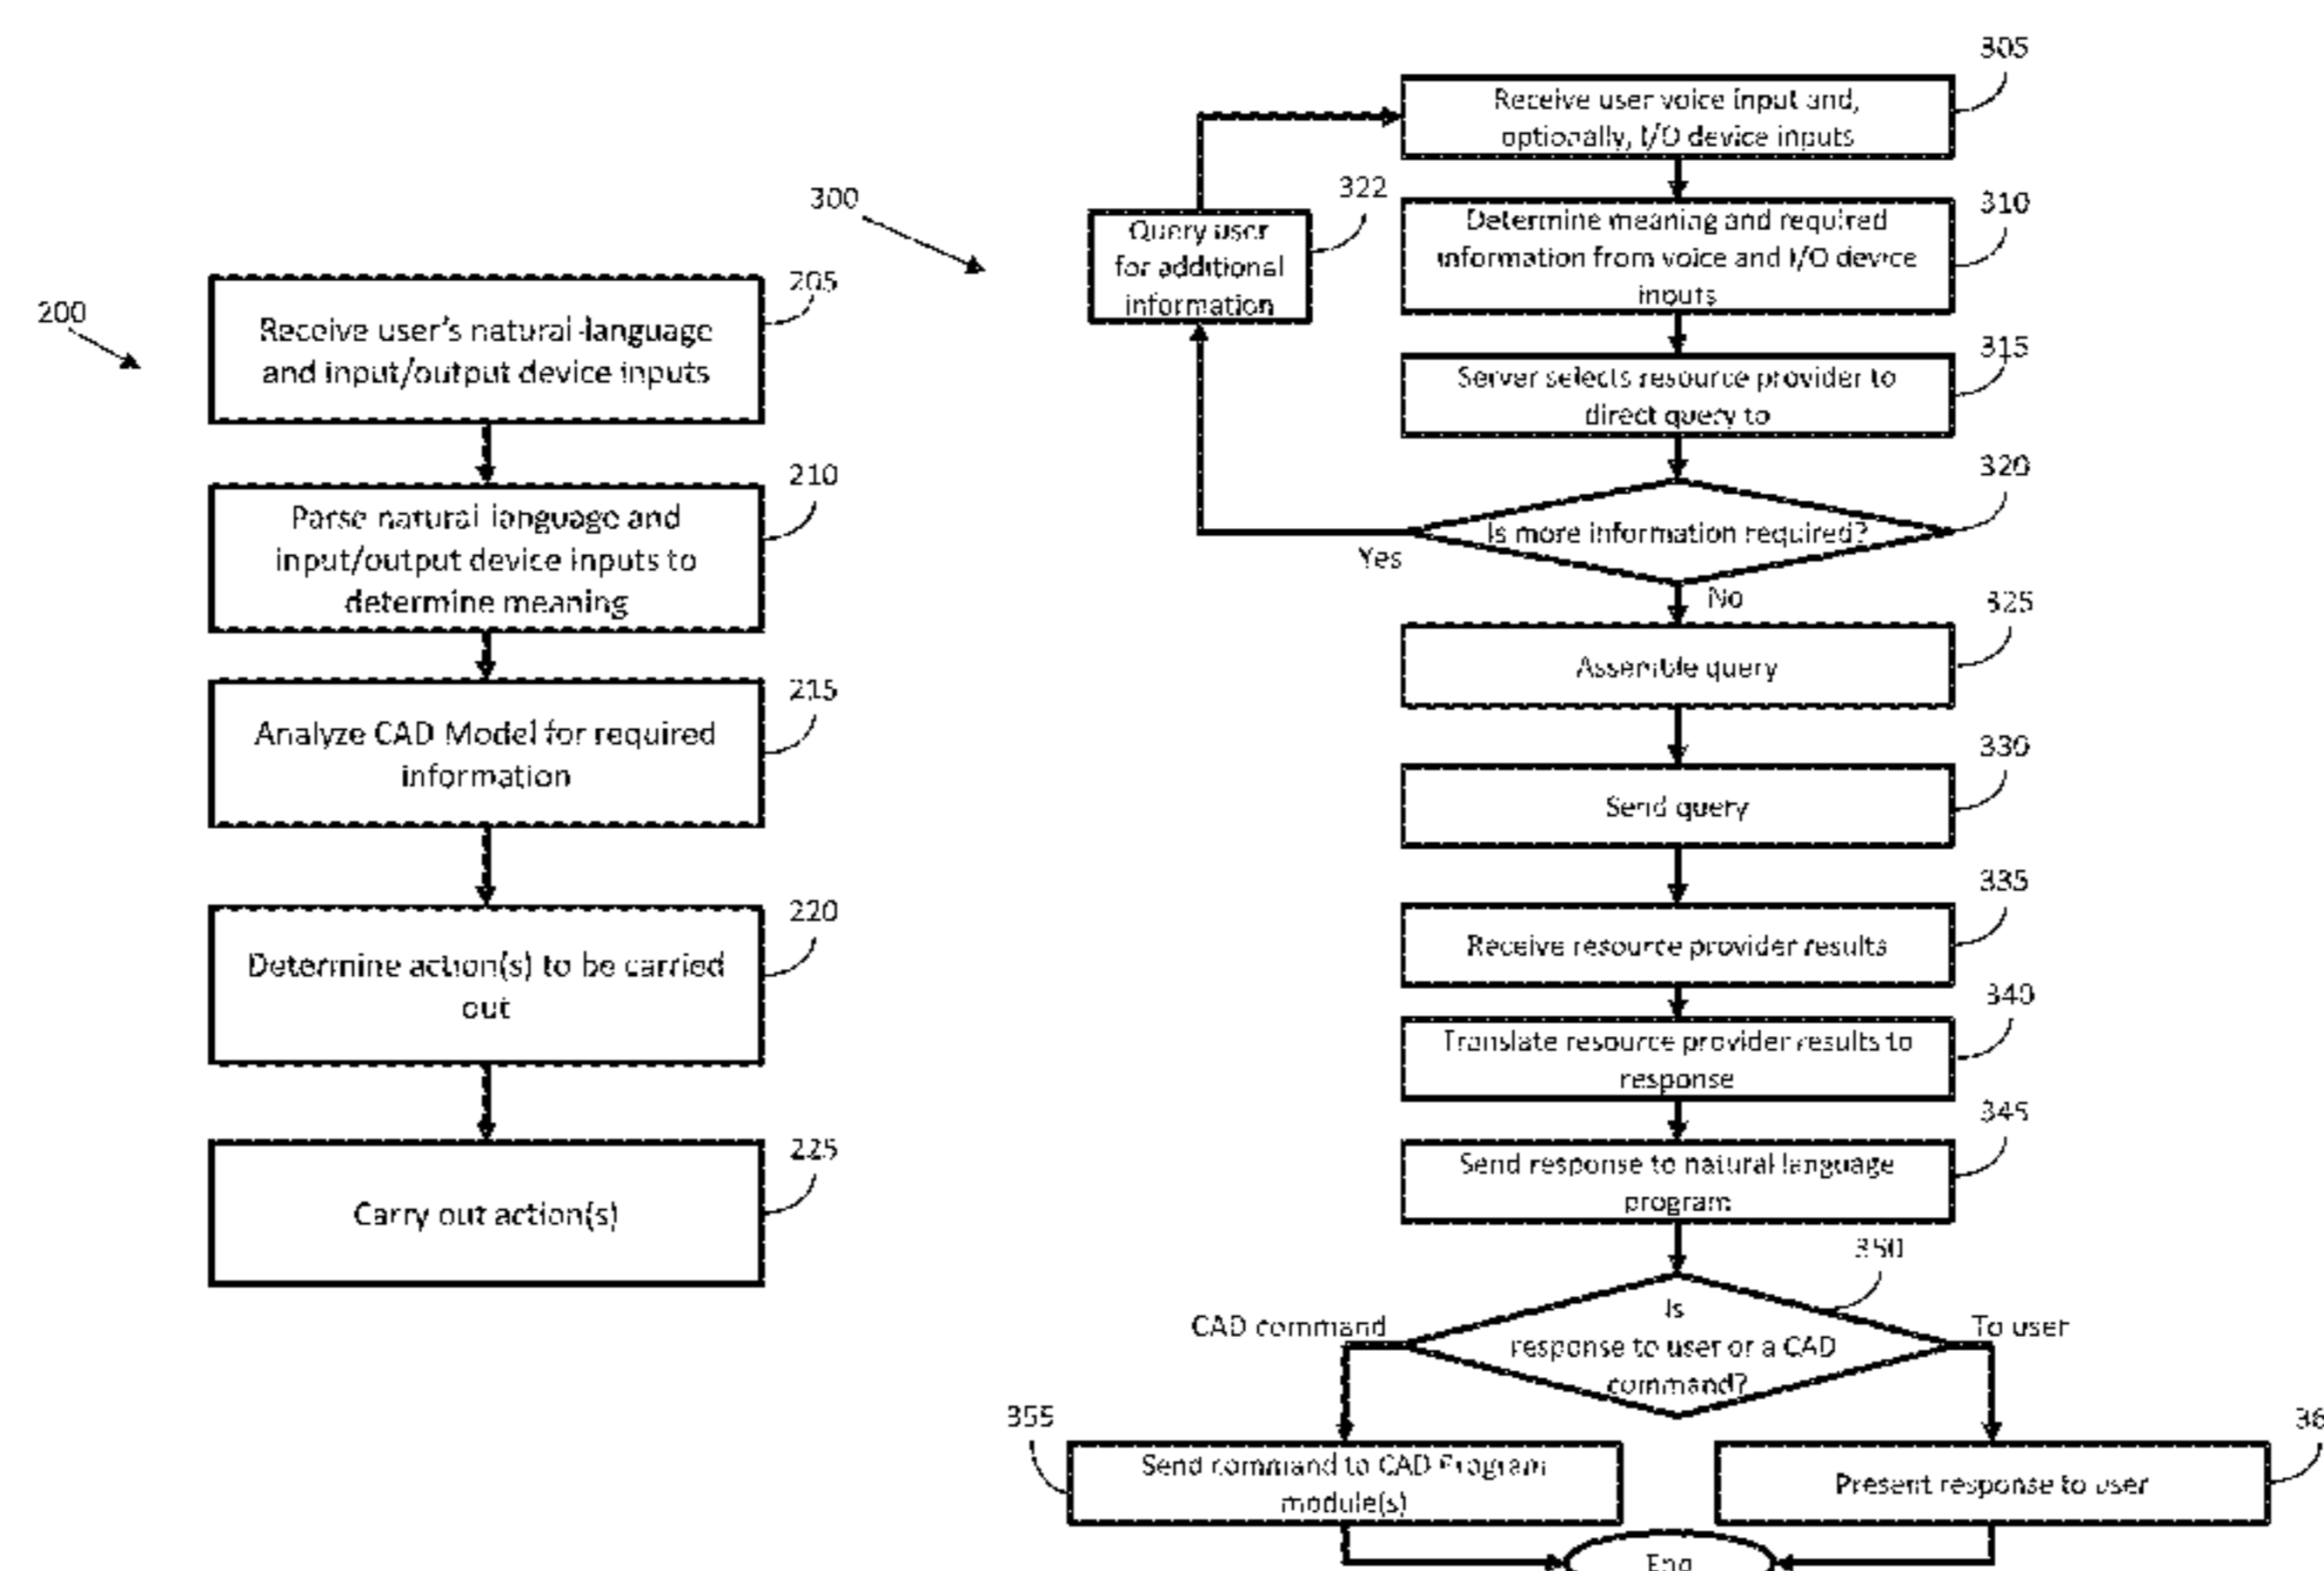 200
205
Receive user's natural-language
and input/output device inputs
210
Parse natural language and
input/output device inputs to
determine meaning
215
Analyze CAD Model for required
information
220
Determine action(s) to be carried
out
225
Carry out action(s)
300
305
Receive user voice input and,
optionally, I/O device inputs
322
Query user
for additional
information
310
Determine meaning and required
information from voice and I/O device
inputs
315
Server selects resource provider to
direct query to
320
Is more information required?
Yes
No
325
Assemble query
330
Send query
335
Receive resource provider results
340
Translate resource provider results to
response
345
Send response to natural language
program
350
Is
response to user or a CAD
command?
CAD command
To user
355
Send command to CAD Program
module(s)
36
Present response to user
End